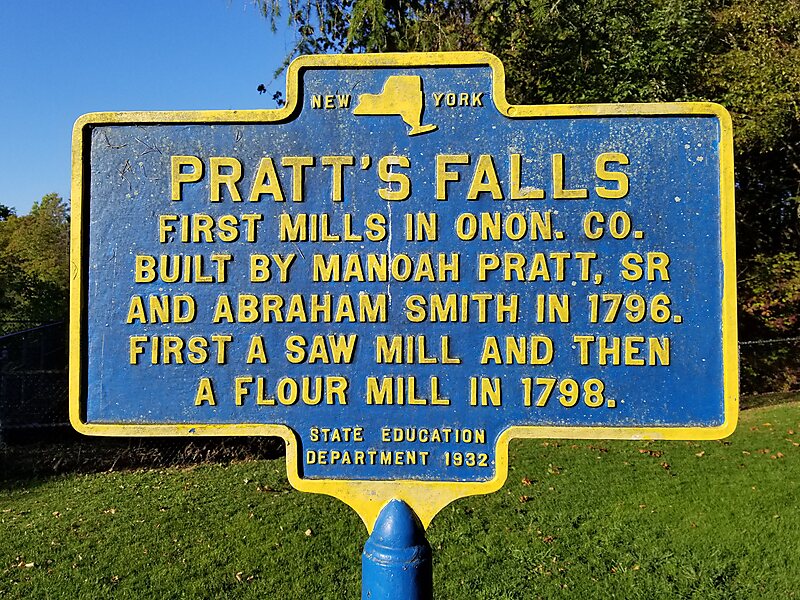 NEW YORK
PRATT'S FALLS
FIRST MILLS IN ONON. CO.
BUILT BY MANOAH PRATT, SR
AND ABRAHAM SMITH IN 1796.
FIRST A SAW MILL AND THEN
A FLOUR MILL IN 1798.
STATE EDUCATION
DEPARTMENT 1932